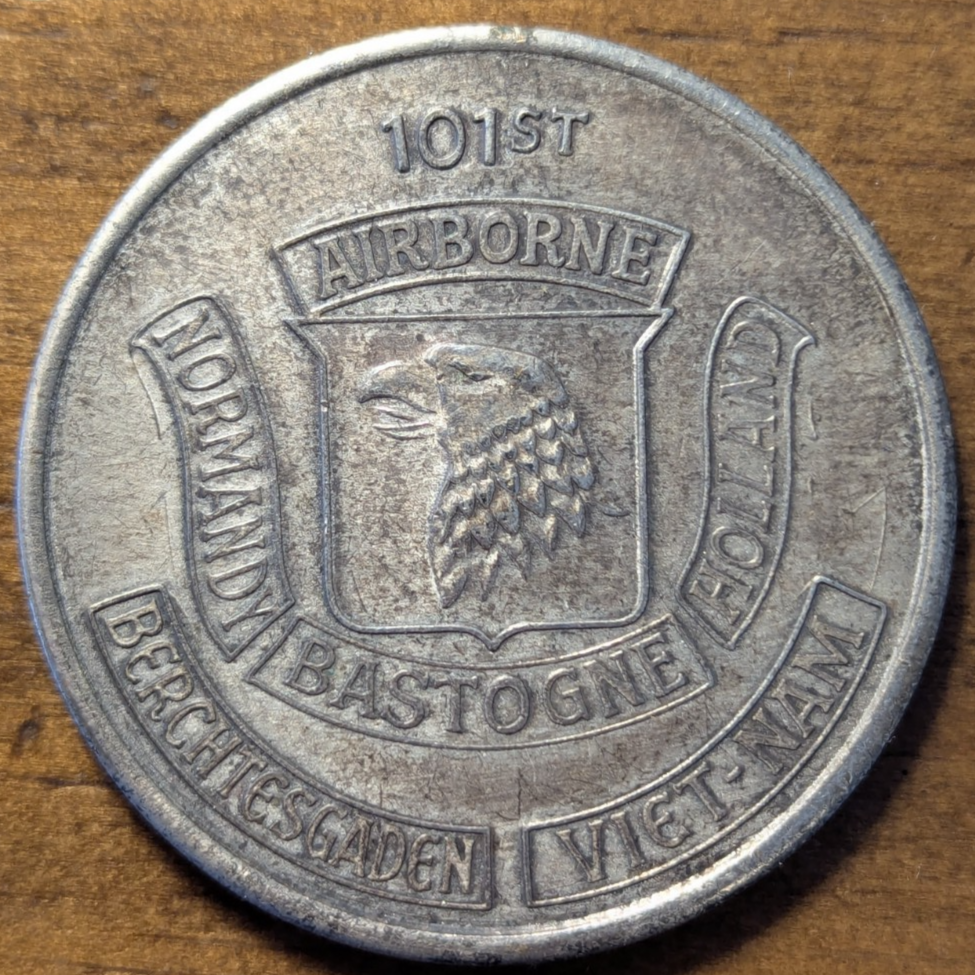 101ST
AIRBORNE
NORMANDY
HOLLAND
BASTOGNE
BERCHTESGADEN
VIET-NAM